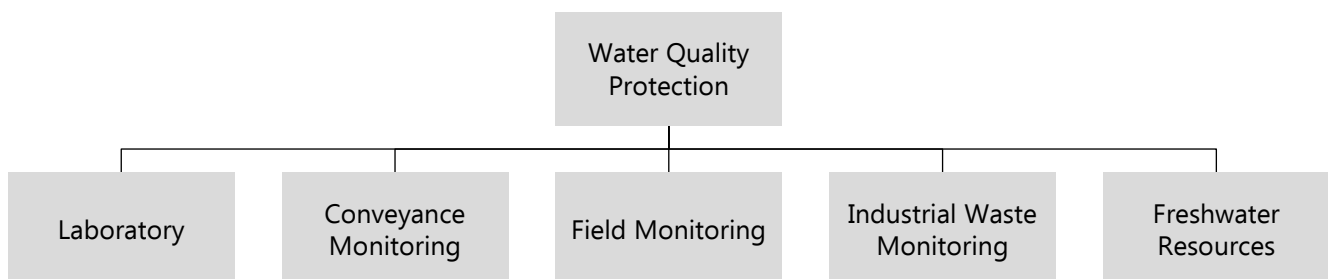 Water Quality
Protection
Laboratory
Conveyance
Monitoring
Field Monitoring
Industrial Waste
Monitoring
Freshwater
Resources